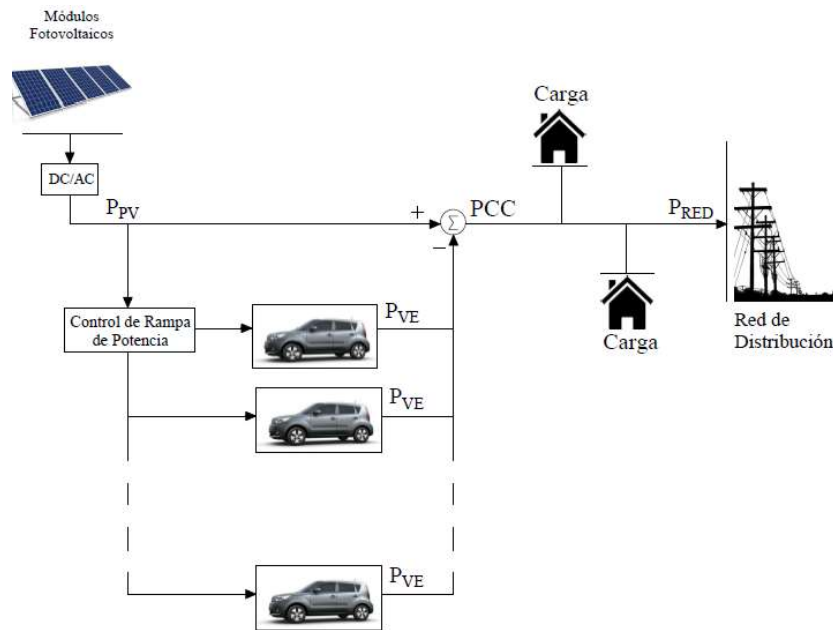 Módulos
Fotovoltaicos
DC/AC
P_PV
+
Σ
−
PCC
Carga
P_RED
Carga
Red de
Distribución
Control de Rampa
de Potencia
P_VE
P_VE
P_VE